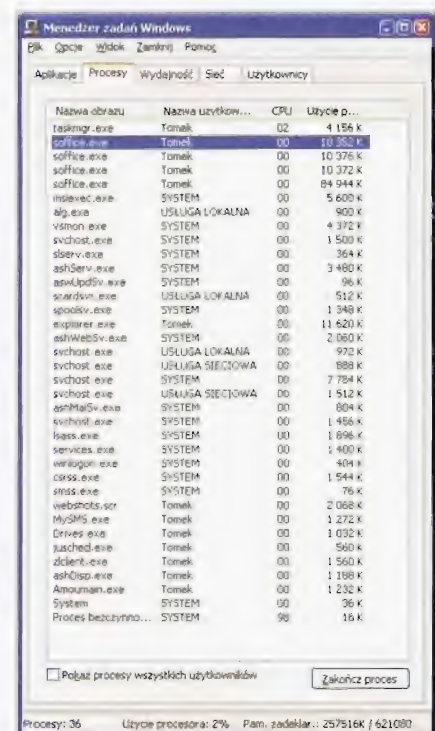 Menedżer zadań Windows
Plik Opcje Widok Zamknij Pomoc
Aplikacje Procesy Wydajność Sieć Użytkownicy
Nazwa obrazu Nazwa użytkow... CPU Użycie p...
taskmgr.exe Tomek 02 4 156 K
soffice.exe Tomek 00 10 352 K
soffice.exe Tomek 00 10 376 K
soffice.exe Tomek 00 10 372 K
soffice.exe Tomek 00 84 944 K
msiexec.exe SYSTEM 00 5 600 K
alg.exe USŁUGA LOKALNA 00 900 K
vsmon.exe SYSTEM 00 4 372 K
svchost.exe SYSTEM 00 1 500 K
slserv.exe SYSTEM 00 364 K
ashServ.exe SYSTEM 00 3 480 K
aswUpdSv.exe SYSTEM 00 96 K
scardsvr.exe USŁUGA LOKALNA 00 512 K
spoolsv.exe SYSTEM 00 1 348 K
explorer.exe Tomek 00 11 620 K
ashWebSv.exe SYSTEM 00 2 060 K
svchost.exe USŁUGA LOKALNA 00 972 K
svchost.exe USŁUGA SIECIOWA 00 888 K
svchost.exe SYSTEM 00 7 784 K
svchost.exe USŁUGA SIECIOWA 00 1 512 K
ashMaiSv.exe SYSTEM 00 804 K
svchost.exe SYSTEM 00 1 456 K
lsass.exe SYSTEM 00 1 896 K
services.exe SYSTEM 00 1 400 K
winlogon.exe SYSTEM 00 404 K
csrss.exe SYSTEM 00 1 544 K
smss.exe SYSTEM 00 76 K
webshots.scr Tomek 00 2 068 K
MySMS.exe Tomek 00 1 272 K
Drives.exe Tomek 00 1 032 K
jusched.exe Tomek 00 560 K
zlclient.exe Tomek 00 1 560 K
ashDisp.exe Tomek 00 1 188 K
Amoumain.exe Tomek 00 1 232 K
System SYSTEM 00 36 K
Proces bezczynno... SYSTEM 98 16 K
Pokaż procesy wszystkich użytkowników Zakończ proces
Procesy: 36 Użycie procesora: 2% Pam. zadeklar.: 257516K / 621080